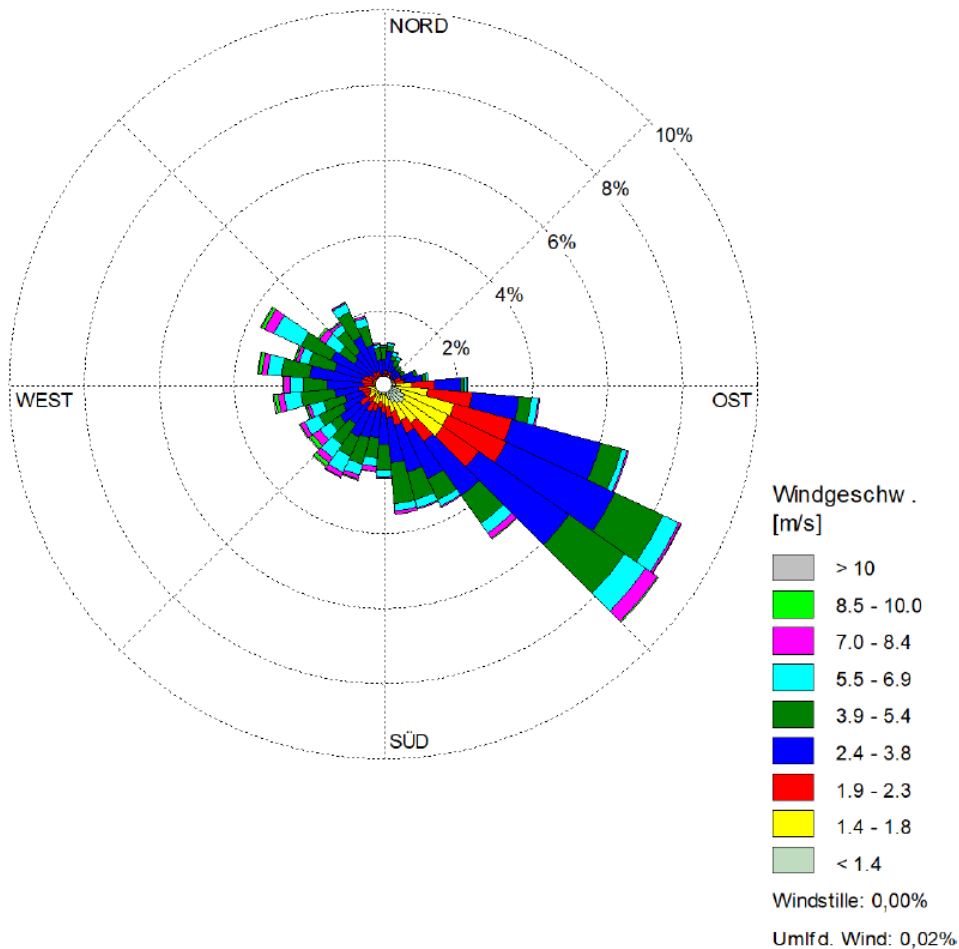 NORD
10%
8%
6%
4%
2%
WEST
OST
SÜD
Windgeschw .
[m/s]
> 10
8.5 - 10.0
7.0 - 8.4
5.5 - 6.9
3.9 - 5.4
2.4 - 3.8
1.9 - 2.3
1.4 - 1.8
< 1.4
Windstille: 0,00%
Umlfd. Wind: 0,02%